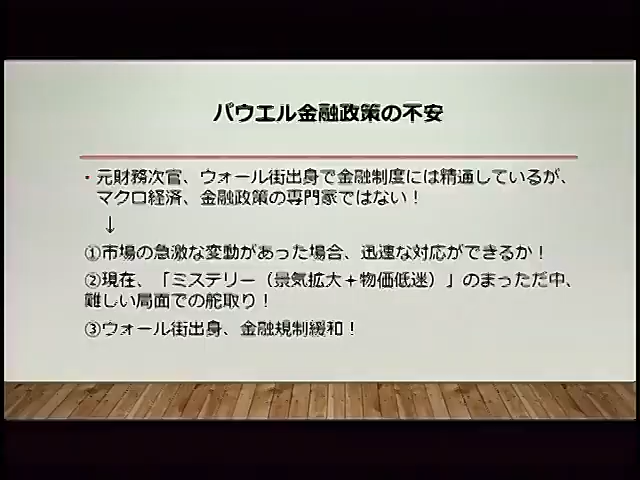 パウエル金融政策の不安
・元財務次官、ウォール街出身で金融制度には精通しているが、
マクロ経済、金融政策の専門家ではない！
↓
①市場の急激な変動があった場合、迅速な対応ができるか！
②現在、「ミステリー（景気拡大＋物価低迷）」のまっただ中、
難しい局面での舵取り！
③ウォール街出身、金融規制緩和！